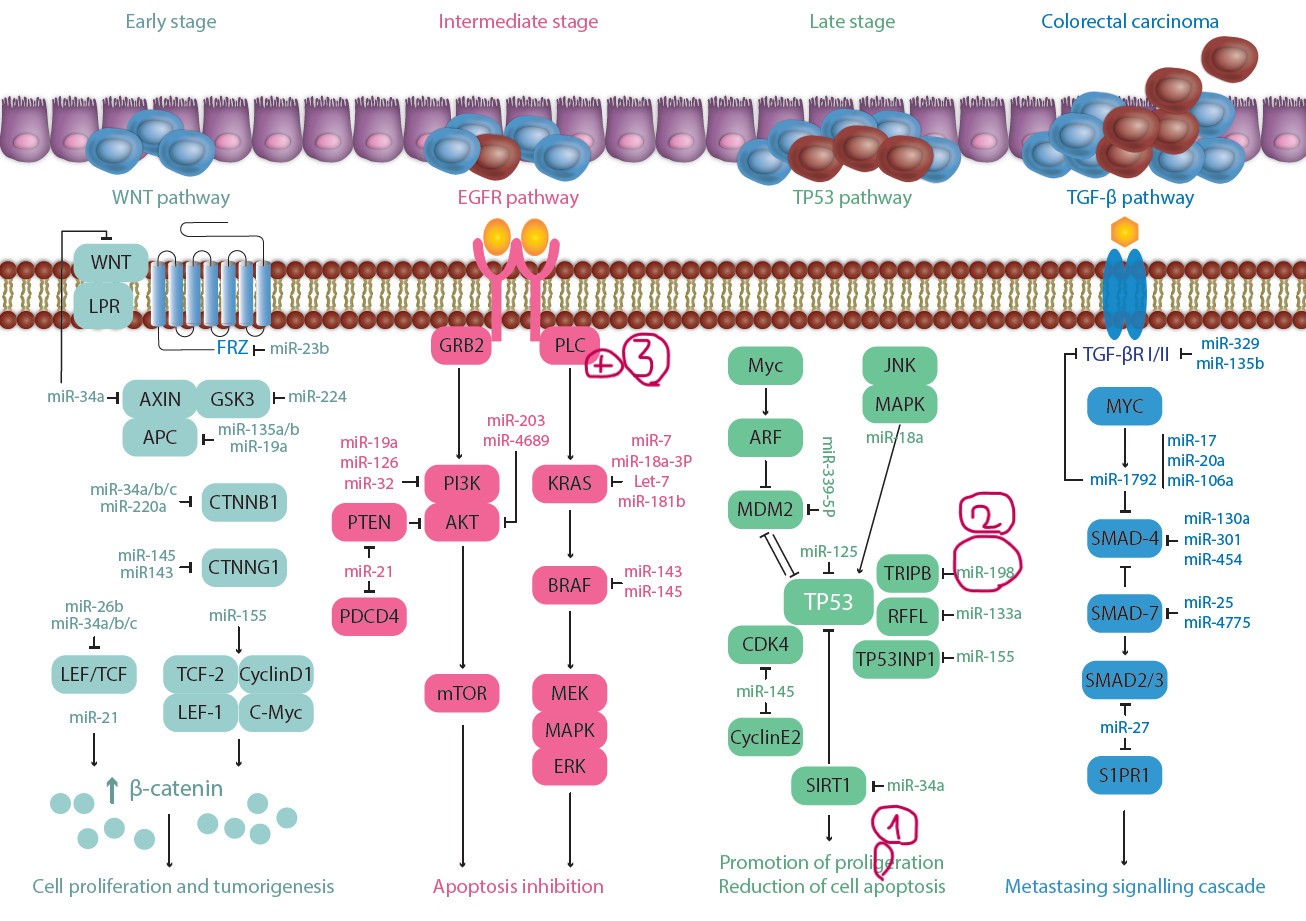 Early stage
Intermediate stage
Late stage
Colorectal carcinoma
WNT pathway
EGFR pathway
TP53 pathway
TGF-β pathway
WNT
LPR
FRZ
miR-23b
miR-34a
AXIN
GSK3
miR-224
APC
miR-135a/b
miR-19a
miR-34a/b/c
miR-220a
CTNNB1
miR-145
miR143
CTNNG1
miR-26b
miR-34a/b/c
miR-155
LEF/TCF
TCF-2
CyclinD1
LEF-1
C-Myc
miR-21
β-catenin
Cell proliferation and tumorigenesis
GRB2
PLC
+
3
miR-203
miR-4689
miR-19a
miR-126
miR-32
PI3K
KRAS
miR-7
miR-18a-3P
Let-7
miR-181b
PTEN
AKT
miR-21
PDCD4
BRAF
miR-143
miR-145
mTOR
MEK
MAPK
ERK
Apoptosis inhibition
Myc
JNK
MAPK
ARF
miR-18a
miR-339-5P
MDM2
2
miR-125
TP53
TRIPB
miR-198
RFFL
miR-133a
CDK4
TP53INP1
miR-155
miR-145
CyclinE2
SIRT1
miR-34a
1
Promotion of proligeration
Reduction of cell apoptosis
TGF-βR I/II
miR-329
miR-135b
MYC
miR-17
miR-20a
miR-106a
miR-1792
SMAD-4
miR-130a
miR-301
miR-454
SMAD-7
miR-25
miR-4775
SMAD2/3
miR-27
S1PR1
Metastasing signalling cascade